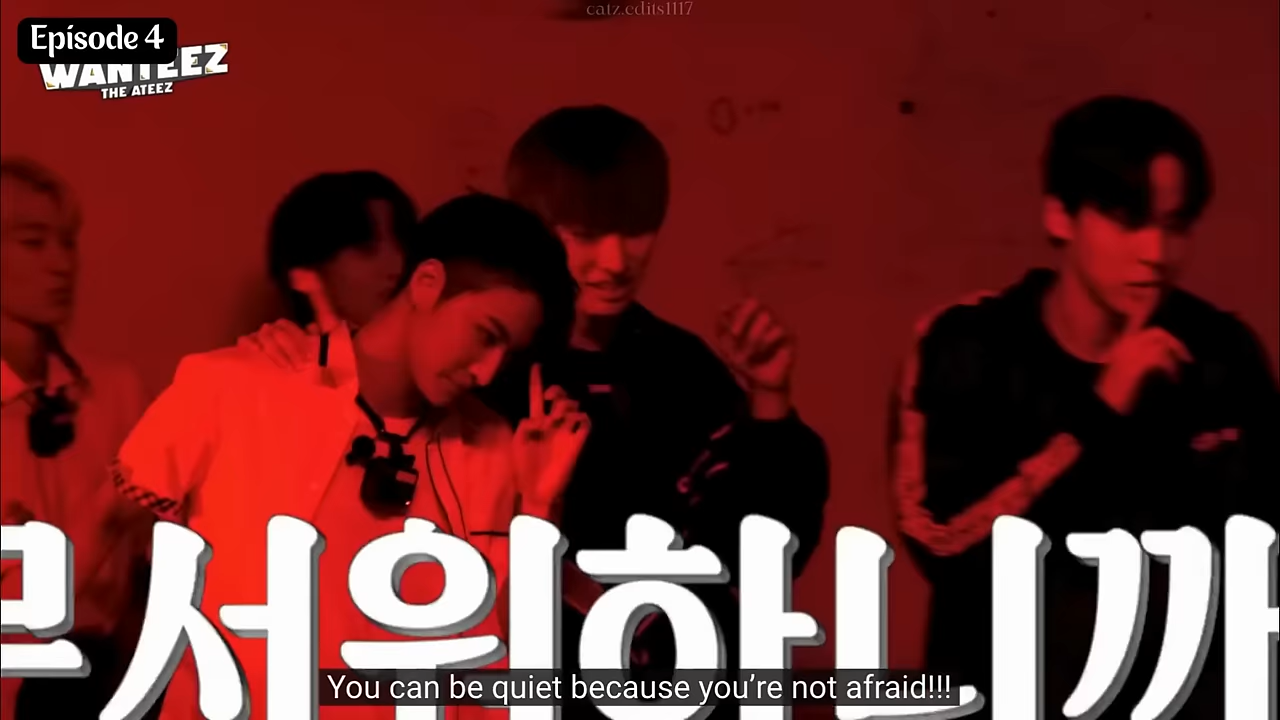 catz.edits1117
Episode 4
WANTEEZ
THE ATEEZ
무서워하니까
You can be quiet because you’re not afraid!!!